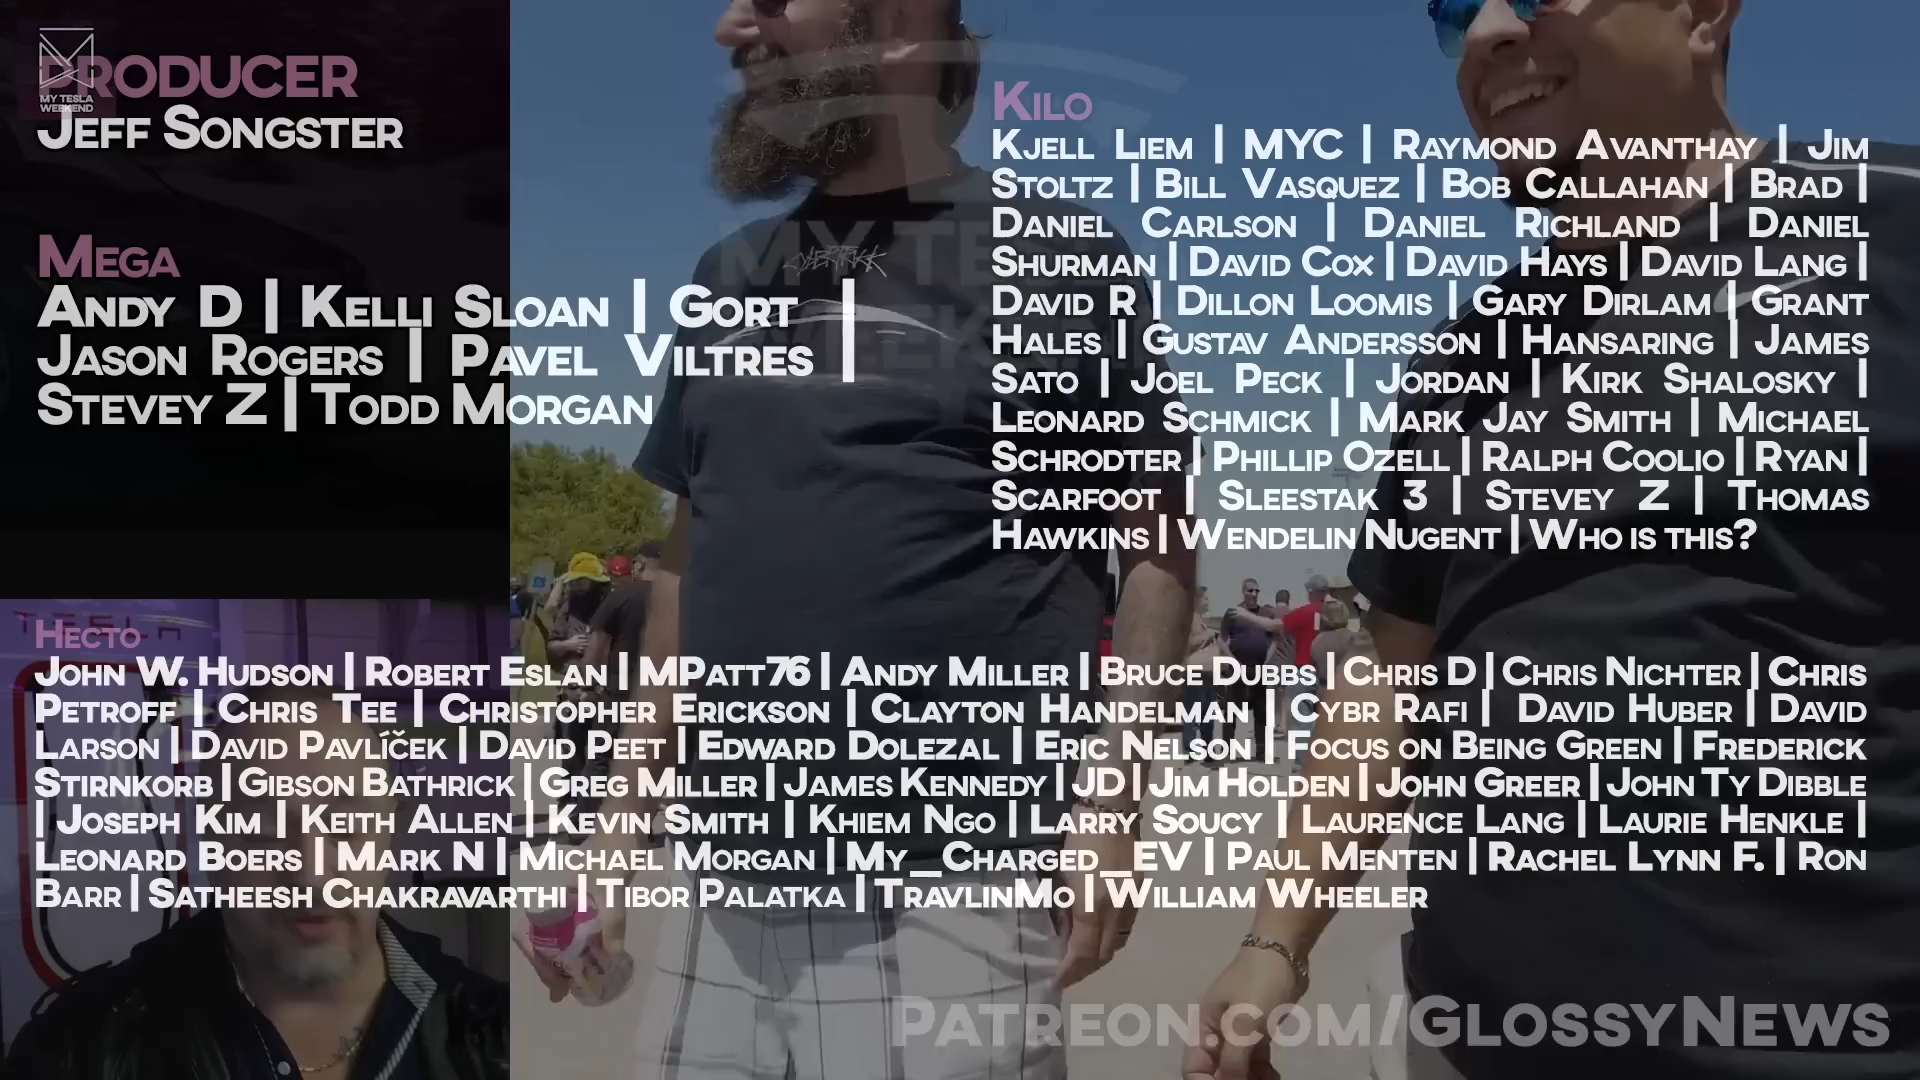 MY TESLA
WEEKEND
Producer
Jeff Songster
Mega
Andy D | Kelli Sloan | Gort |
Jason Rogers | Pavel Viltres |
Stevey Z | Todd Morgan
Kilo
Kjell Liem | MYC | Raymond Avanthay | Jim
Stoltz | Bill Vasquez | Bob Callahan | Brad |
Daniel Carlson | Daniel Richland | Daniel
Shurman | David Cox | David Hays | David Lang |
David R | Dillon Loomis | Gary Dirlam | Grant
Hales | Gustav Andersson | Hansaring | James
Sato | Joel Peck | Jordan | Kirk Shalosky |
Leonard Schmick | Mark Jay Smith | Michael
Schrodter | Phillip Ozell | Ralph Coolio | Ryan |
Scarfoot | Sleestak 3 | Stevey Z | Thomas
Hawkins | Wendelin Nugent | Who is this?
CYBERTRUCK
MY TESLA
WEEKEND
TESLA
Hecto
John W. Hudson | Robert Eslan | MPatt76 | Andy Miller | Bruce Dubbs | Chris D | Chris Nichter | Chris
Petroff | Chris Tee | Christopher Erickson | Clayton Handelman | Cybr Rafi | David Huber | David
Larson | David Pavlíček | David Peet | Edward Dolezal | Eric Nelson | Focus on Being Green | Frederick
Stirnkorb | Gibson Bathrick | Greg Miller | James Kennedy | JD | Jim Holden | John Greer | John Ty Dibble
| Joseph Kim | Keith Allen | Kevin Smith | Khiem Ngo | Larry Soucy | Laurence Lang | Laurie Henkle |
Leonard Boers | Mark N | Michael Morgan | My_Charged_EV | Paul Menten | Rachel Lynn F. | Ron
Barr | Satheesh Chakravarthi | Tibor Palatka | TravlinMo | William Wheeler
Patreon.com/GlossyNews